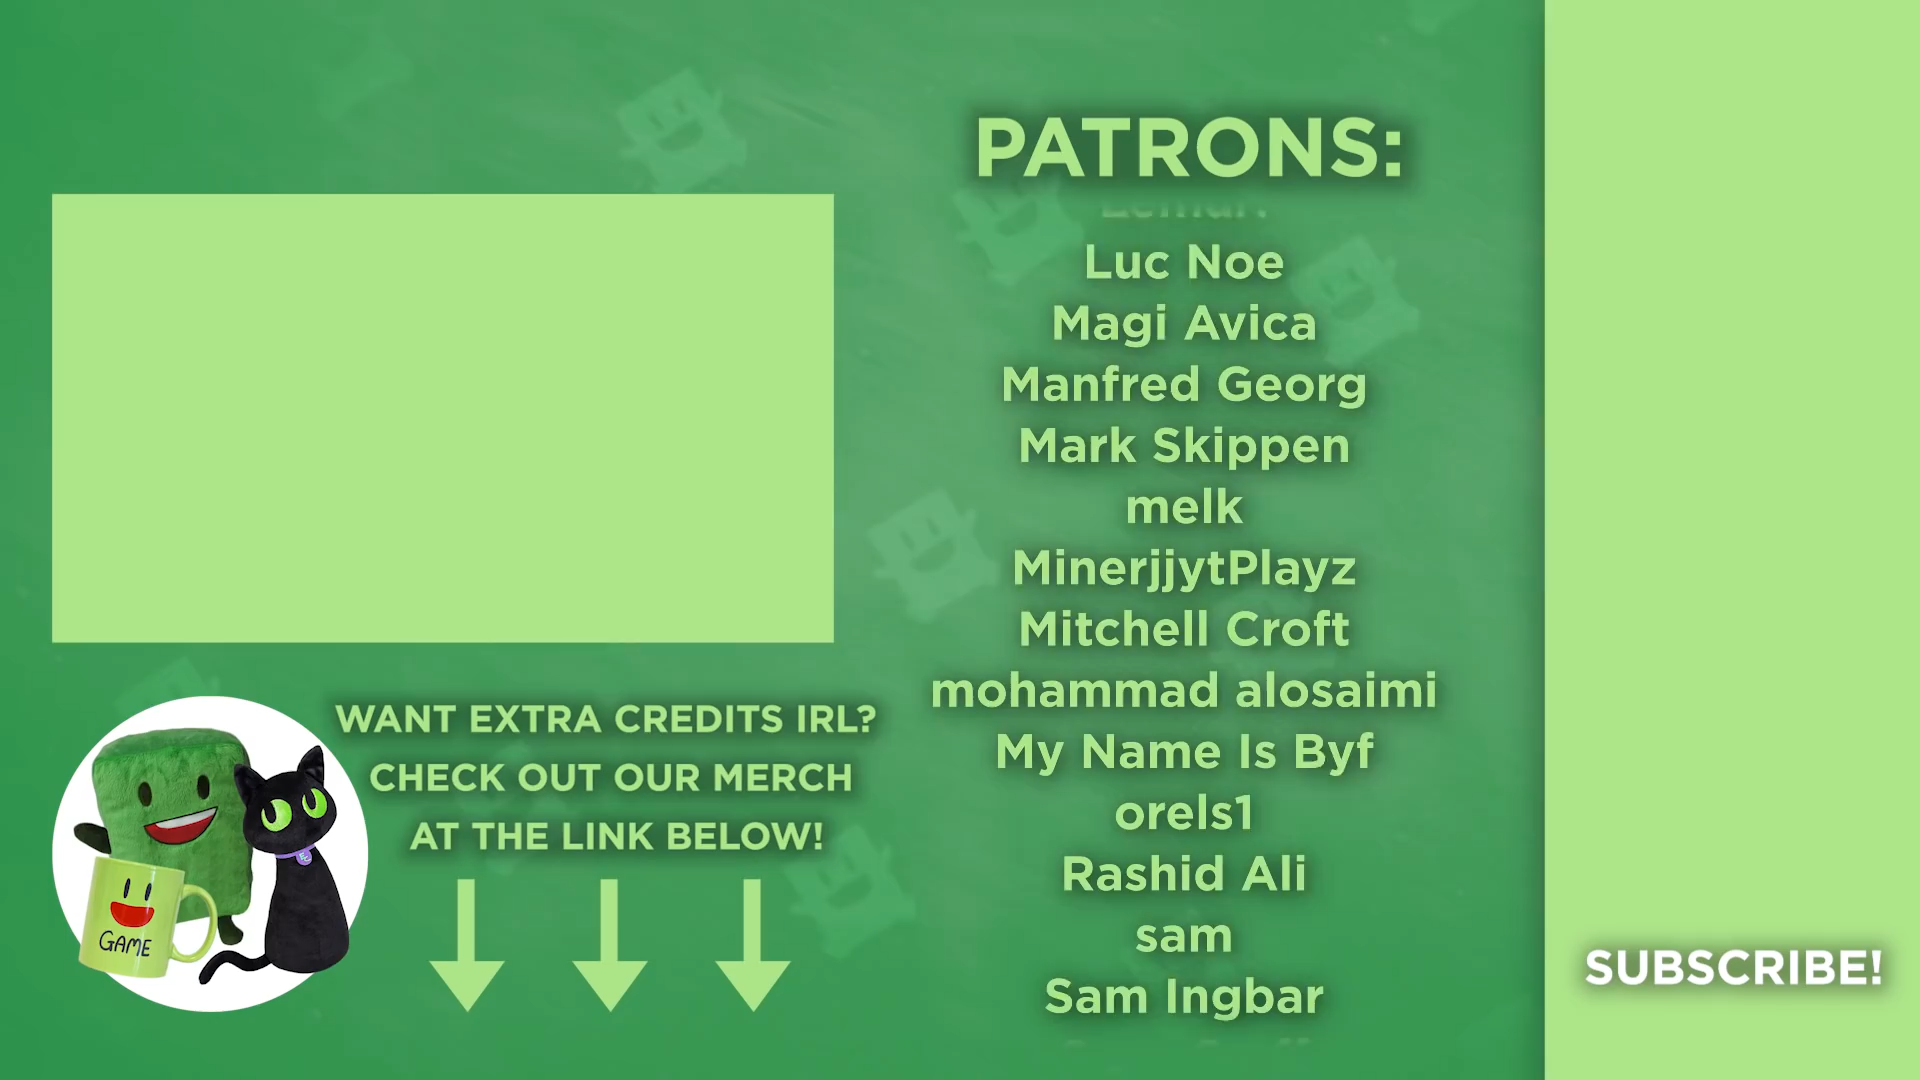 PATRONS:
Luc Noe
Magi Avica
Manfred Georg
Mark Skippen
melk
MinerjjytPlayz
Mitchell Croft
mohammad alosaimi
My Name Is Byf
orels1
Rashid Ali
sam
Sam Ingbar
WANT EXTRA CREDITS IRL?
CHECK OUT OUR MERCH
AT THE LINK BELOW!
GAME
SUBSCRIBE!